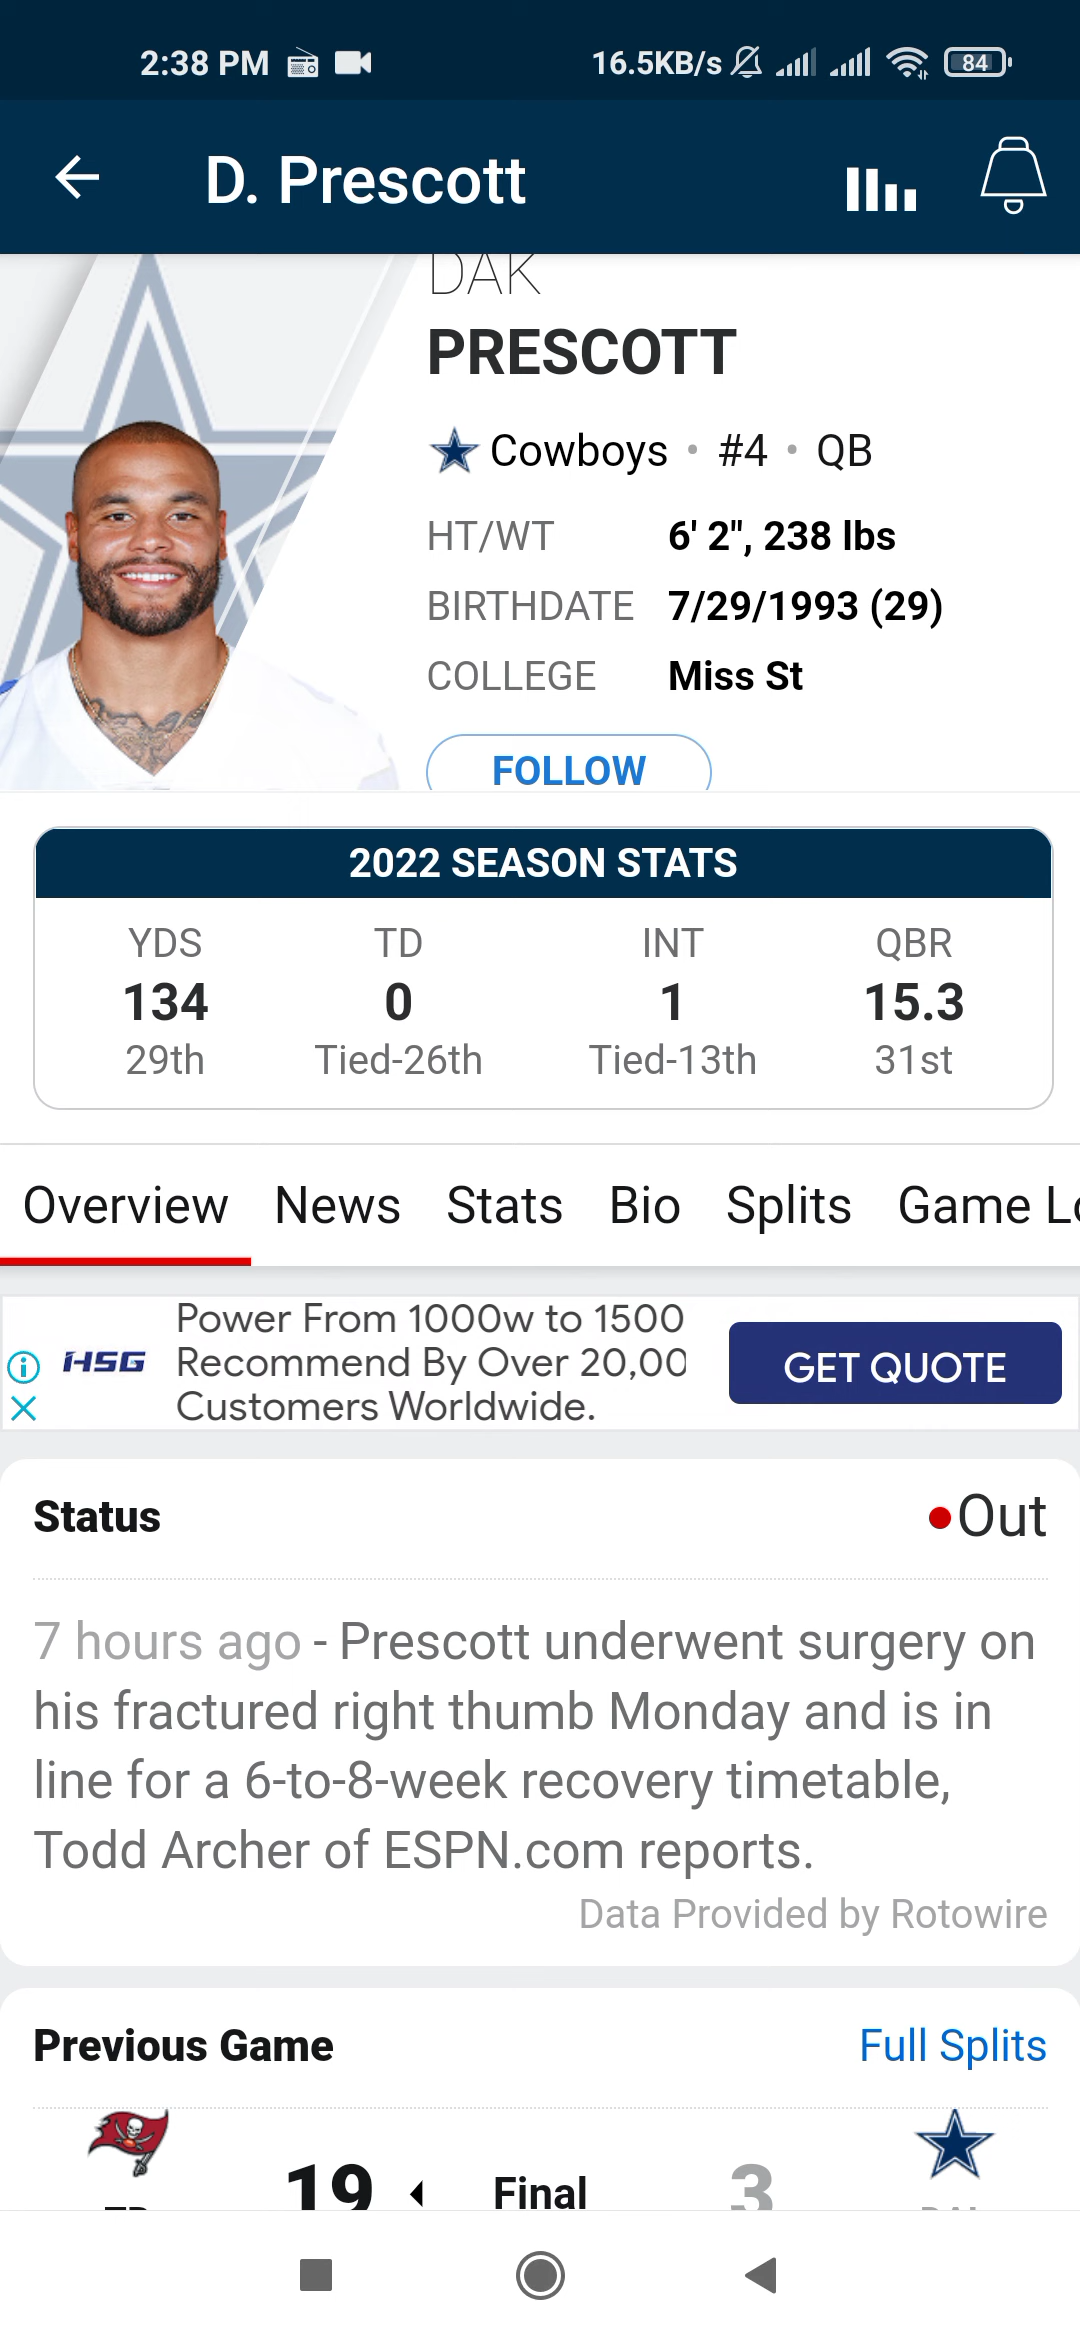 2:38 PM 16.5KB/s 84
D. Prescott
DAK
PRESCOTT
Cowboys • #4 • QB
HT/WT 6' 2", 238 lbs
BIRTHDATE 7/29/1993 (29)
COLLEGE Miss St
FOLLOW
2022 SEASON STATS
YDS TD INT QBR
134 0 1 15.3
29th Tied-26th Tied-13th 31st
Overview News Stats Bio Splits Game Lo
HSG
Power From 1000w to 1500
Recommend By Over 20,00
Customers Worldwide.
GET QUOTE
Status Out
7 hours ago - Prescott underwent surgery on
his fractured right thumb Monday and is in
line for a 6-to-8-week recovery timetable,
Todd Archer of ESPN.com reports.
Data Provided by Rotowire
Previous Game Full Splits
19 Final 3